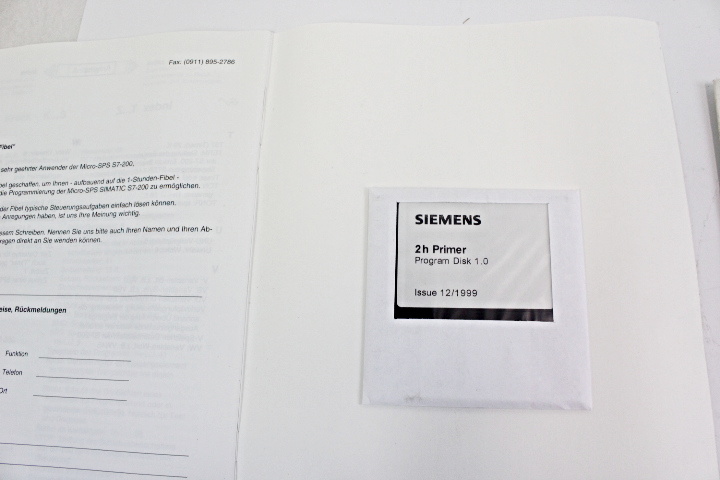 Fax: (0911) 895-2786
Fibel"
sehr geehrter Anwender der Micro-SPS S7-200,
bel geschaffen, um Ihnen - aufbauend auf die 1-Stunden-Fibel -
die Programmierung der Micro-SPS SIMATIC S7-200 zu ermöglichen.
der Fibel typische Steuerungsaufgaben einfach lösen können.
Anregungen haben, ist uns Ihre Meinung wichtig.
esem Schreiben. Nennen Sie uns bitte auch Ihren Namen und Ihren Ab-
ragen direkt an Sie wenden können.
eise, Rückmeldungen
Funktion
Telefon
Ort
SIEMENS
2h Primer
Program Disk 1.0
Issue 12/1999